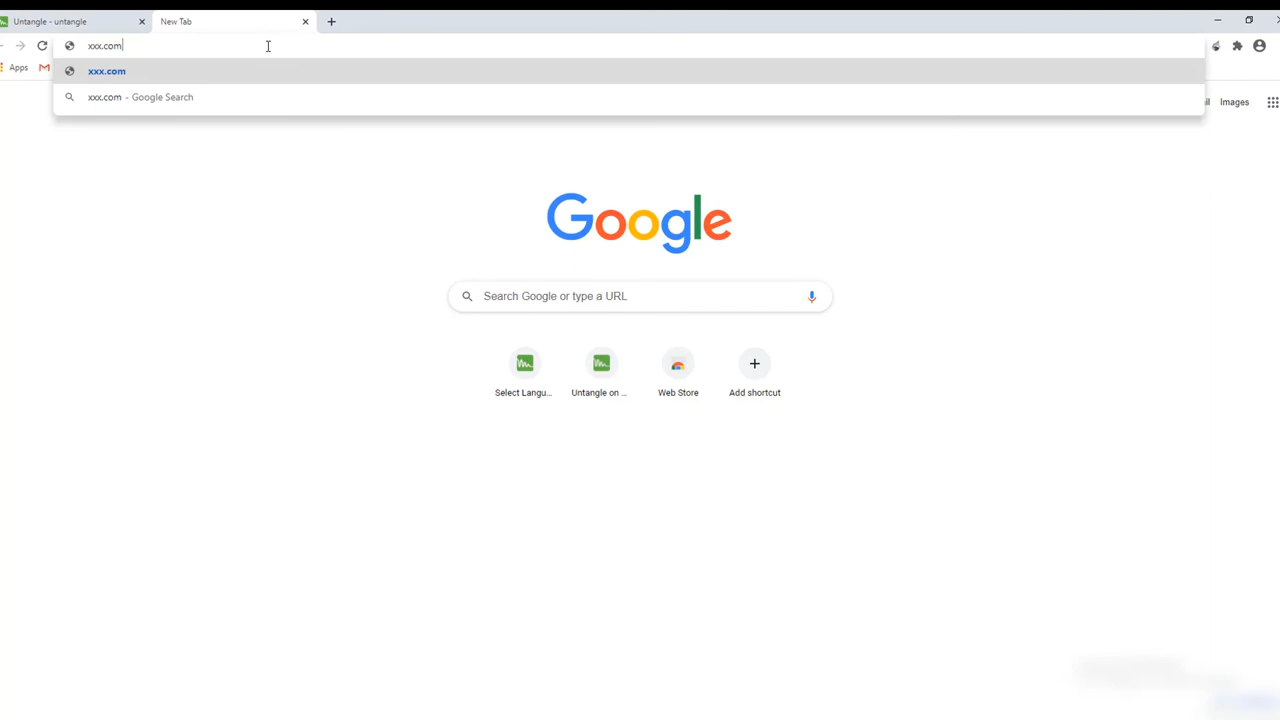 Untangle - untangle
New Tab
xxx.com
Apps
xxx.com
xxx.com - Google Search
Images
Google
Search Google or type a URL
Select Langu...
Untangle on ...
Web Store
Add shortcut